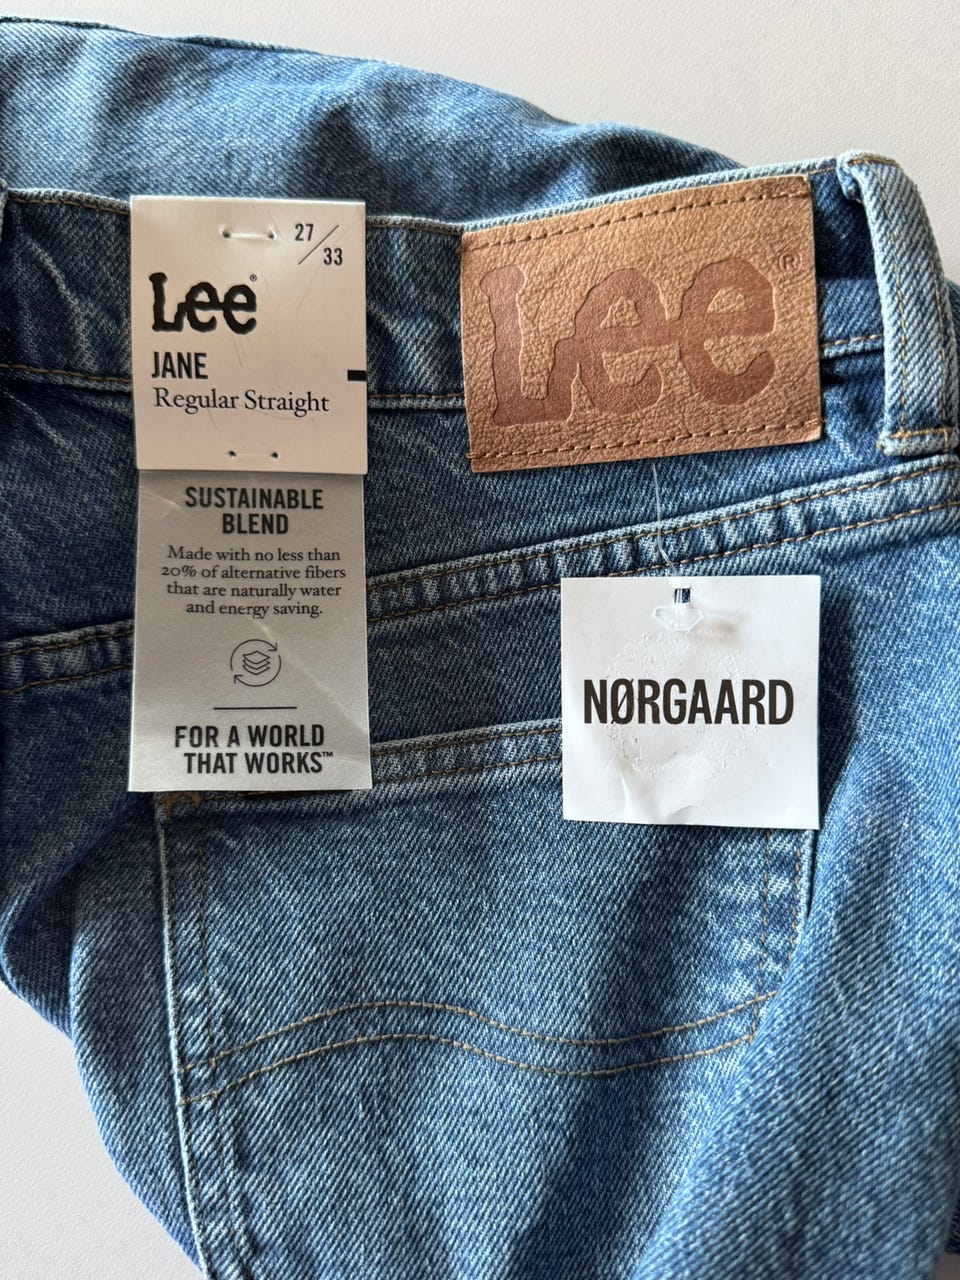 27/33
Lee®
JANE
Regular Straight
SUSTAINABLE
BLEND
Made with no less than
20% of alternative fibers
that are naturally water
and energy saving.
FOR A WORLD
THAT WORKS™
Lee®
NØRGAARD